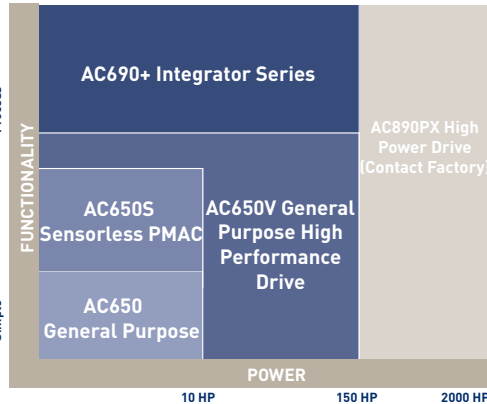 AC690+ Integrator Series
AC890PX High
Power Drive
(Contact Factory)
FUNCTIONALITY
AC650S
Sensorless PMAC
AC650V General
Purpose High
Performance
Drive
AC650
General Purpose
POWER
10 HP
150 HP
2000 HP